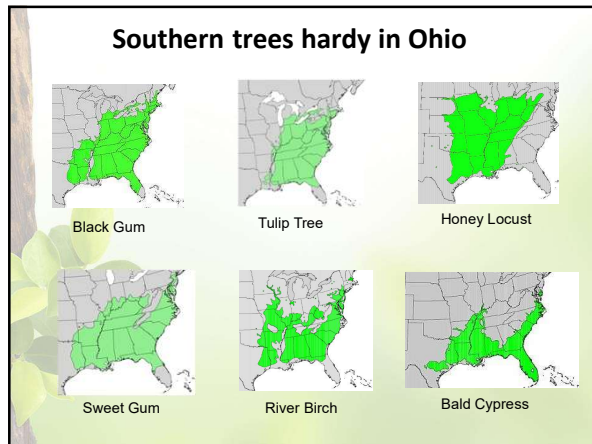 Southern trees hardy in Ohio
Black Gum
Tulip Tree
Honey Locust
Sweet Gum
River Birch
Bald Cypress